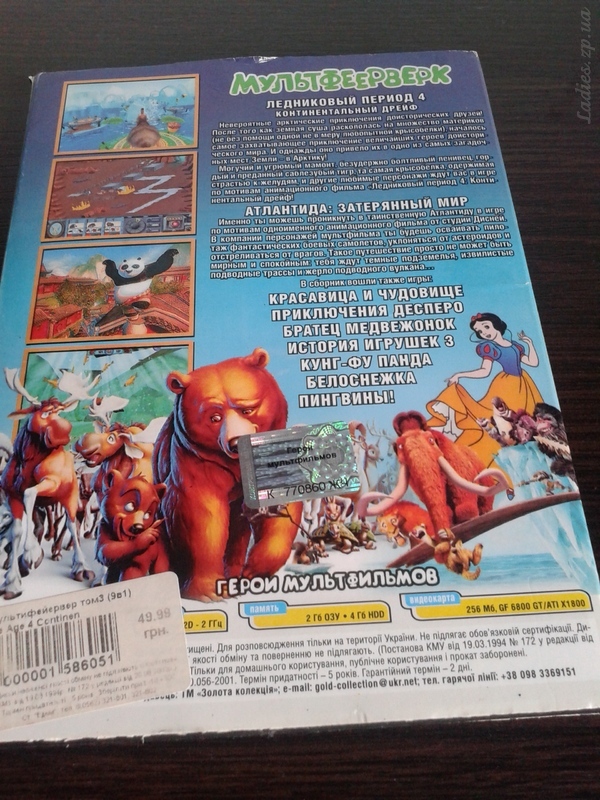 Ladies.zp.ua
МУЛЬТФЕЕРВЕРК
ЛЕДНИКОВЫЙ ПЕРИОД 4
КОНТИНЕНТАЛЬНЫЙ ДРЕЙФ
Невероятные арктические приключения доисторических друзей!
После того как земная суша раскололась на множество материков
(не без помощи одной не в меру любопытной крысобелки) началось
самое захватывающее приключение величайших героев доистори-
ческого мира. И однажды оно привело их в одно из самых загадоч-
ных мест Земли – в Арктику!
Могучий и угрюмый мамонт, безудержно болтливый ленивец, гор-
дый и преданный саблезубый тигр, та самая крысобелка, одержимая
страстью к желудям, и другие любимые персонажи ждут вас в игре
по мотивам анимационного фильма «Ледниковый период 4. Конти-
нентальный дрейф!
АТЛАНТИДА: ЗАТЕРЯННЫЙ МИР
Именно ты можешь проникнуть в таинственную Атлантиду в игре
по мотивам одноименного анимационного фильма от студии Дисней.
В компании персонажей мультфильма ты будешь осваивать пило-
таж фантастических боевых самолетов, уклоняться от астероидов и
отстреливаться от врагов. Такое путешествие просто не может быть
мирным и спокойным: тебя ждут темные подземелья, извилистые
подводные трассы и жерло подводного вулкана...
В сборник вошли также игры:
КРАСАВИЦА И ЧУДОВИЩЕ
ПРИКЛЮЧЕНИЯ ДЕСПЕРО
БРАТЕЦ МЕДВЕЖОНОК
ИСТОРИЯ ИГРУШЕК 3
КУНГ-ФУ ПАНДА
БЕЛОСНЕЖКА
ПИНГВИНЫ!
Герои
мультфильмов
К -770860
ГЕРОИ МУЛЬТФИЛЬМОВ
2D - 2 ГГц
память
2 Гб ОЗУ • 4 Гб HDD
видеокарта
256 Мб, GF 6800 GT/ATI X1800
ультифейервер том3 (9в1)
Age 4 Continen
49.99
грн.
000001 586051
ищені. Для розповсюдження тільки на території України. Не підлягає обов'язковій сертифікації. Ди-
якості обміну та поверненню не підлягають. (Постанова КМУ від 19.03.1994 № 172 у редакції від
Тільки для домашнього користування, публічне користування і прокат заборонені.
.056-2001. Термін придатності – 5 років. Гарантійний термін – 2 дні.
ТМ «Золота колекція»; e-mail: gold-collection@ukr.net; тел. гарячої лінії: +38 098 3369151